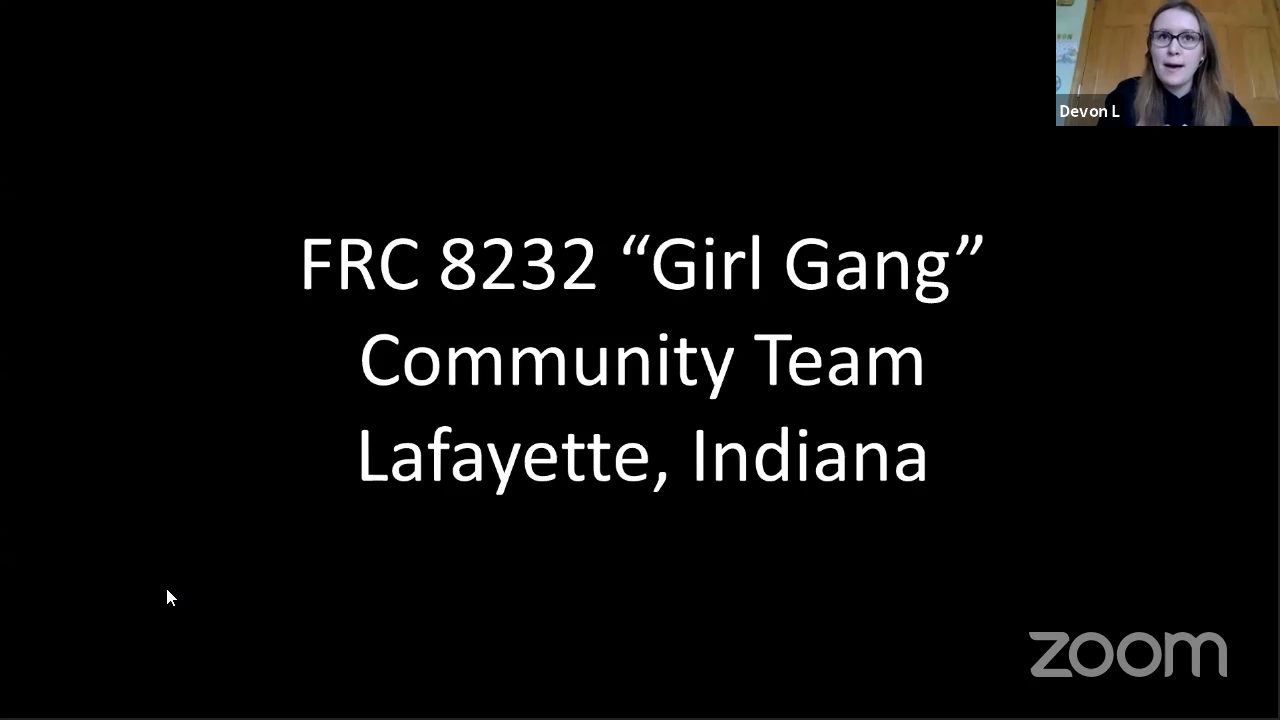 Devon L
FRC 8232 “Girl Gang”
Community Team
Lafayette, Indiana
zoom